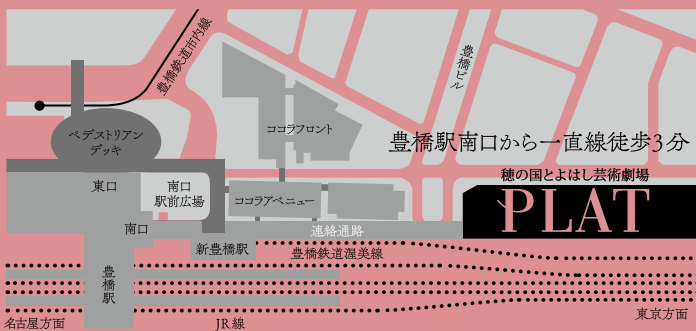 豊橋鉄道市内線
豊橋ビル
ペデストリアン
デッキ
ココラフロント
豊橋駅南口から一直線徒歩3分
穂の国とよはし芸術劇場
PLAT
東口
南口
駅前広場
ココラアベニュー
南口
連絡通路
新豊橋駅
豊橋鉄道渥美線
豊橋駅
名古屋方面
JR線
東京方面